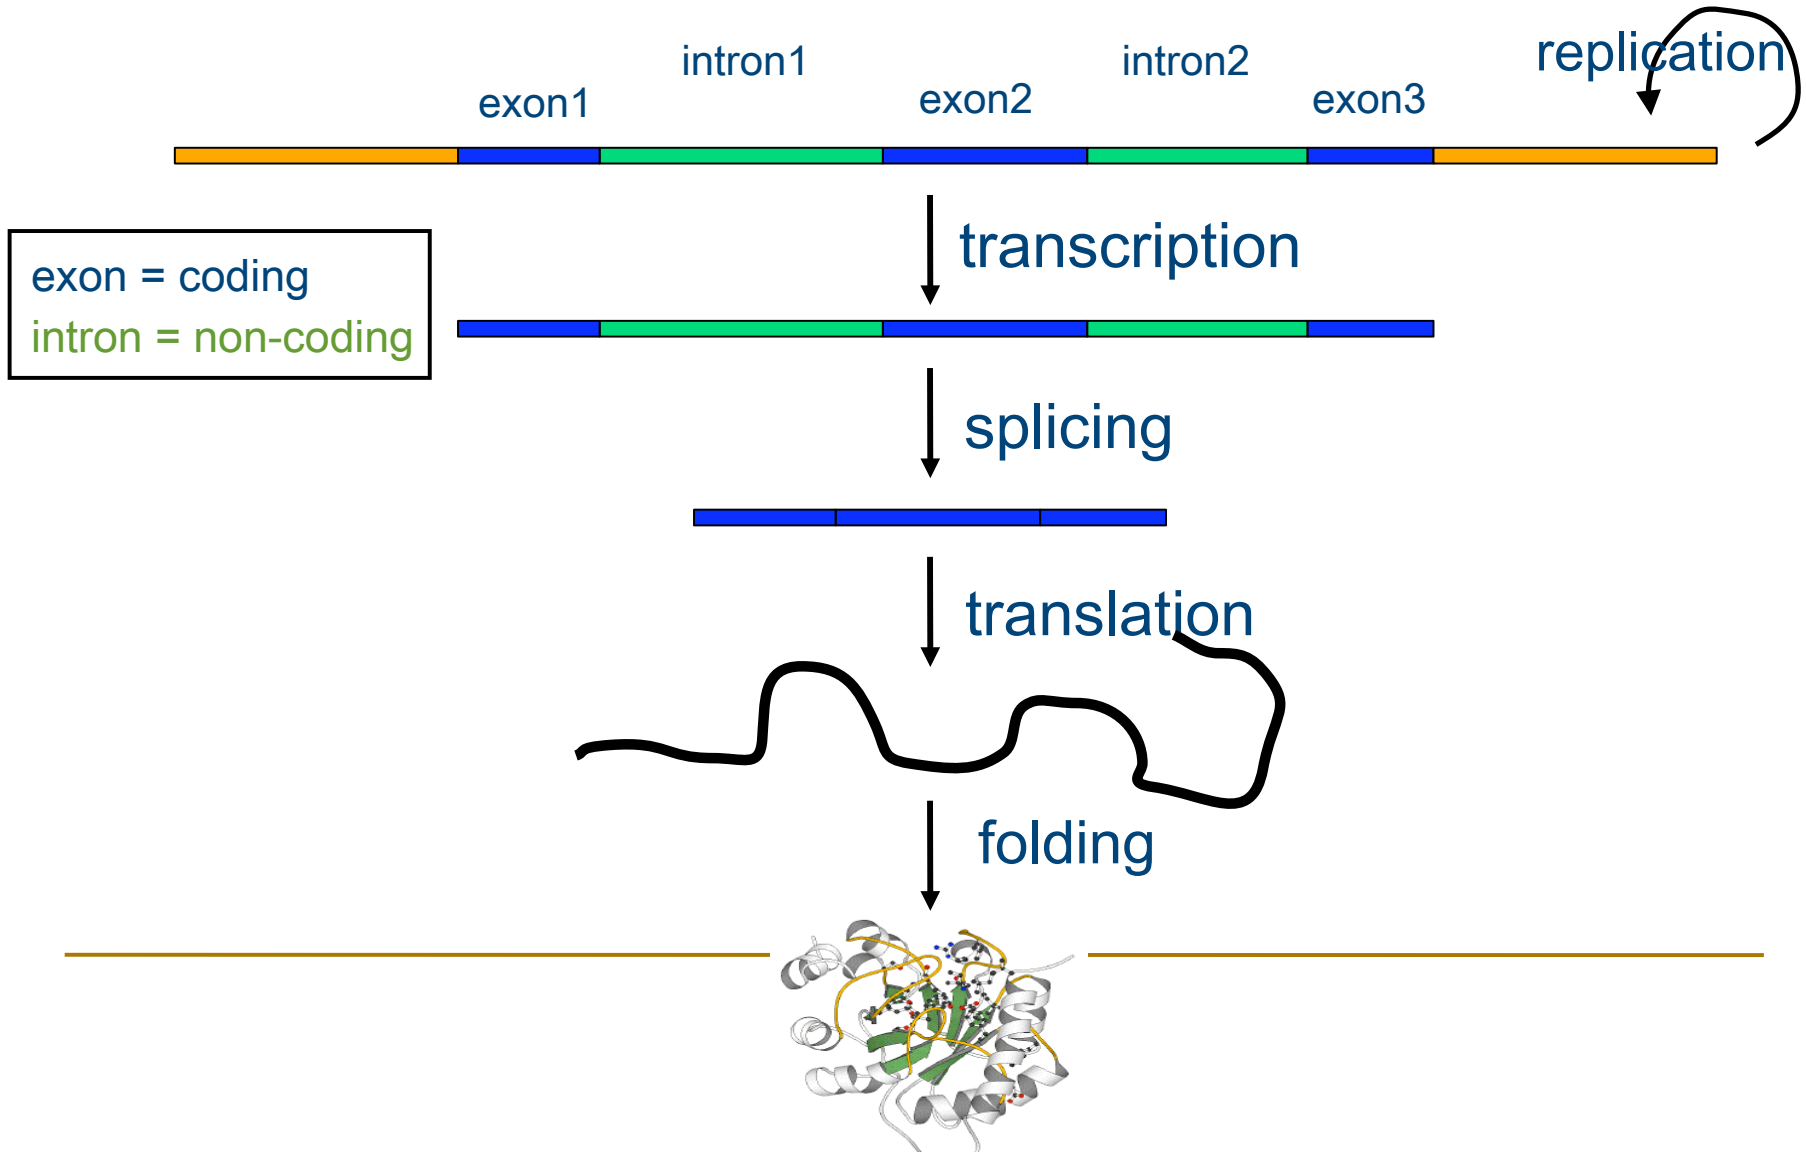 intron1
intron2
replication
exon1
exon2
exon3
transcription
exon = coding
intron = non-coding
splicing
translation
folding